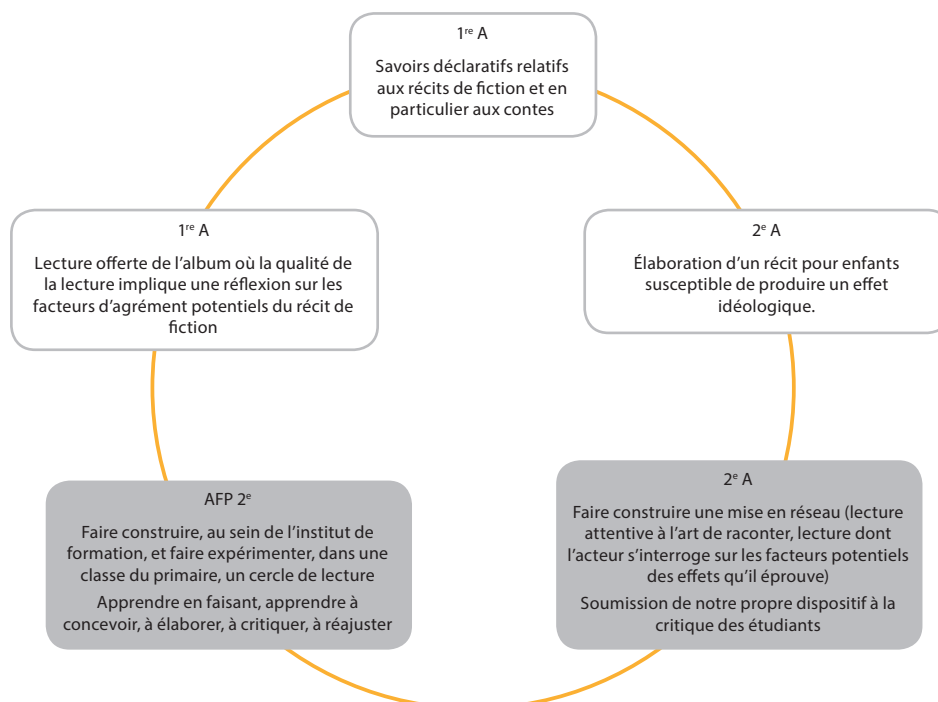 1re A
Savoirs déclaratifs relatifs
aux récits de fiction et en
particulier aux contes
1re A
Lecture offerte de l’album où la qualité de
la lecture implique une réflexion sur les
facteurs d’agrément potentiels du récit de
fiction
2e A
Élaboration d’un récit pour enfants
susceptible de produire un effet
idéologique.
AFP 2e
Faire construire, au sein de l’institut de
formation, et faire expérimenter, dans une
classe du primaire, un cercle de lecture
Apprendre en faisant, apprendre à
concevoir, à élaborer, à critiquer, à réajuster
2e A
Faire construire une mise en réseau (lecture
attentive à l’art de raconter, lecture dont
l’acteur s’interroge sur les facteurs potentiels
des effets qu’il éprouve)
Soumission de notre propre dispositif à la
critique des étudiants